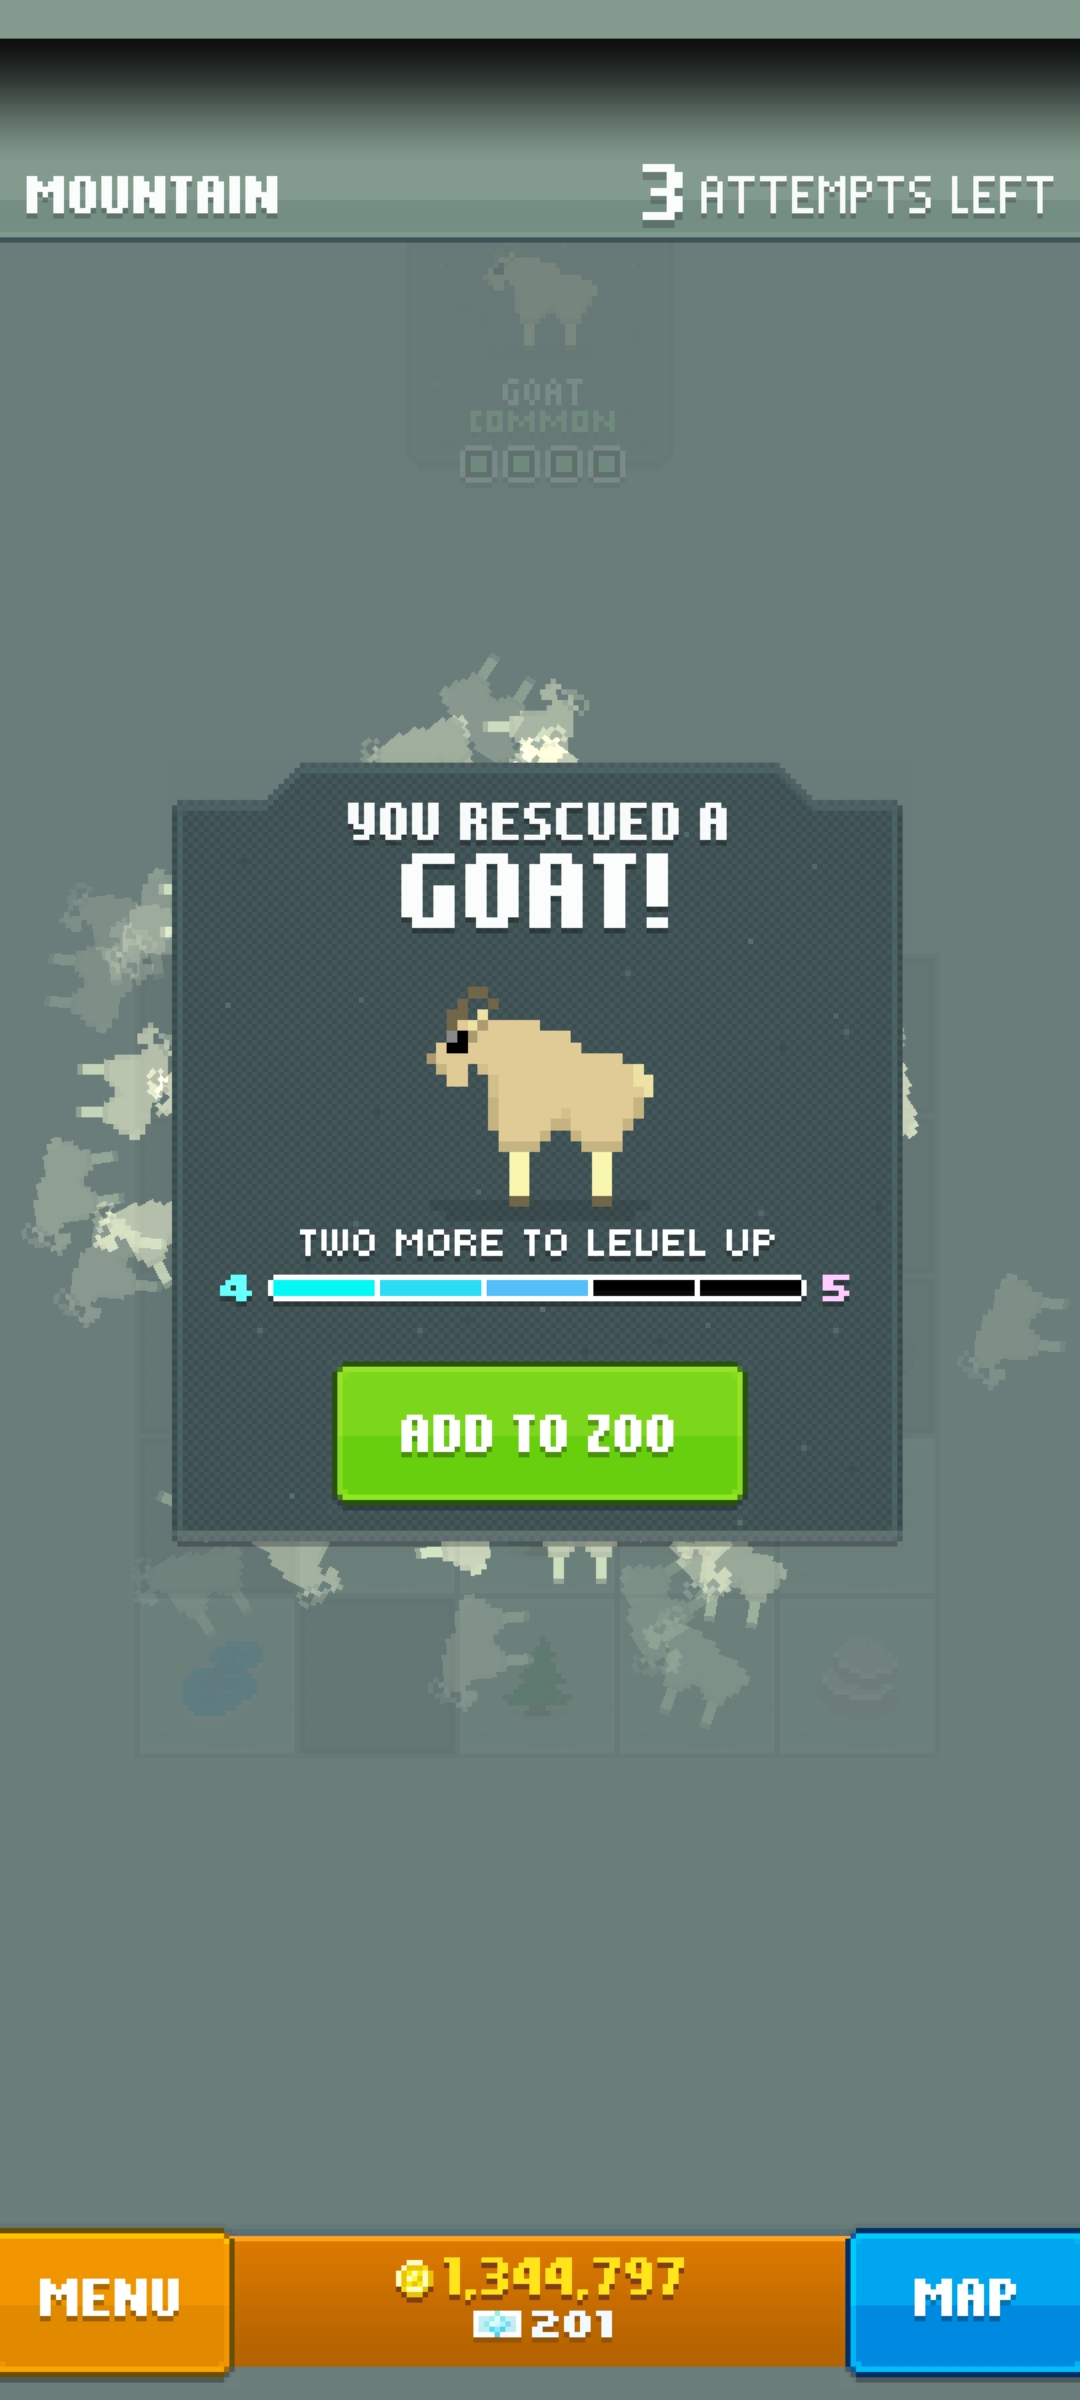 MOUNTAIN
3 ATTEMPTS LEFT
GOAT
COMMON
YOU RESCUED A
GOAT!
TWO MORE TO LEVEL UP
4
5
ADD TO ZOO
MENU
1,344,797
201
MAP